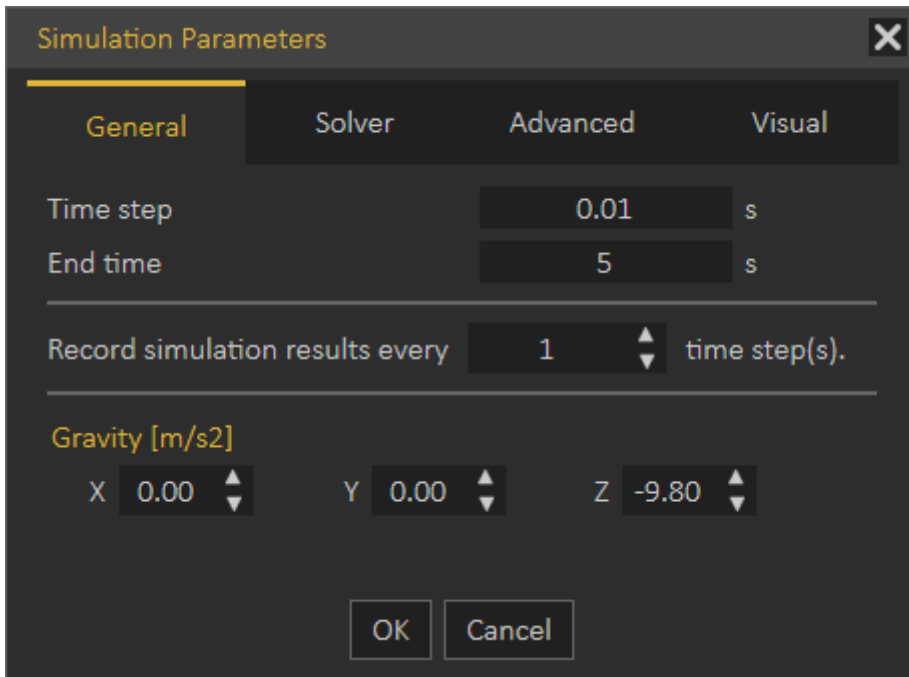 Simulation Parameters
General Solver Advanced Visual
Time step 0.01 s
End time 5 s
Record simulation results every 1 time step(s).
Gravity [m/s2]
X 0.00 Y 0.00 Z -9.80
OK Cancel